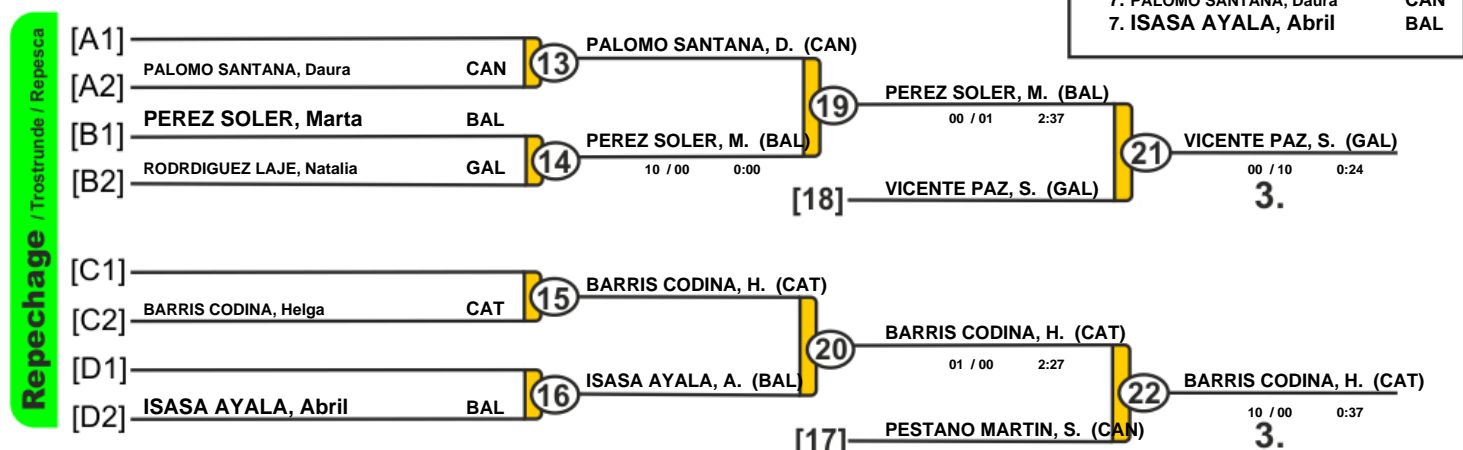 7. PALOMO SANTANA, Daura CAN
7. ISASA AYALA, Abril BAL
Repechage / Trostrunde / Repesca
[A1]
PALOMO SANTANA, D. (CAN)
PALOMO SANTANA, Daura CAN 13
[A2]
PEREZ SOLER, M. (BAL)
19
00 / 01 2:37
PEREZ SOLER, Marta BAL
[B1]
PEREZ SOLER, M. (BAL)
VICENTE PAZ, S. (GAL)
14
21
10 / 00 0:00
00 / 10 0:24
RODRDIGUEZ LAJE, Natalia GAL
[B2]
VICENTE PAZ, S. (GAL)
[18]
3.
[C1]
BARRIS CODINA, H. (CAT)
15
BARRIS CODINA, Helga CAT
[C2]
BARRIS CODINA, H. (CAT)
20
01 / 00 2:27
[D1]
ISASA AYALA, A. (BAL)
BARRIS CODINA, H. (CAT)
16
22
ISASA AYALA, Abril BAL
10 / 00 0:37
[D2]
PESTANO MARTIN, S. (CAN)
[17]
3.